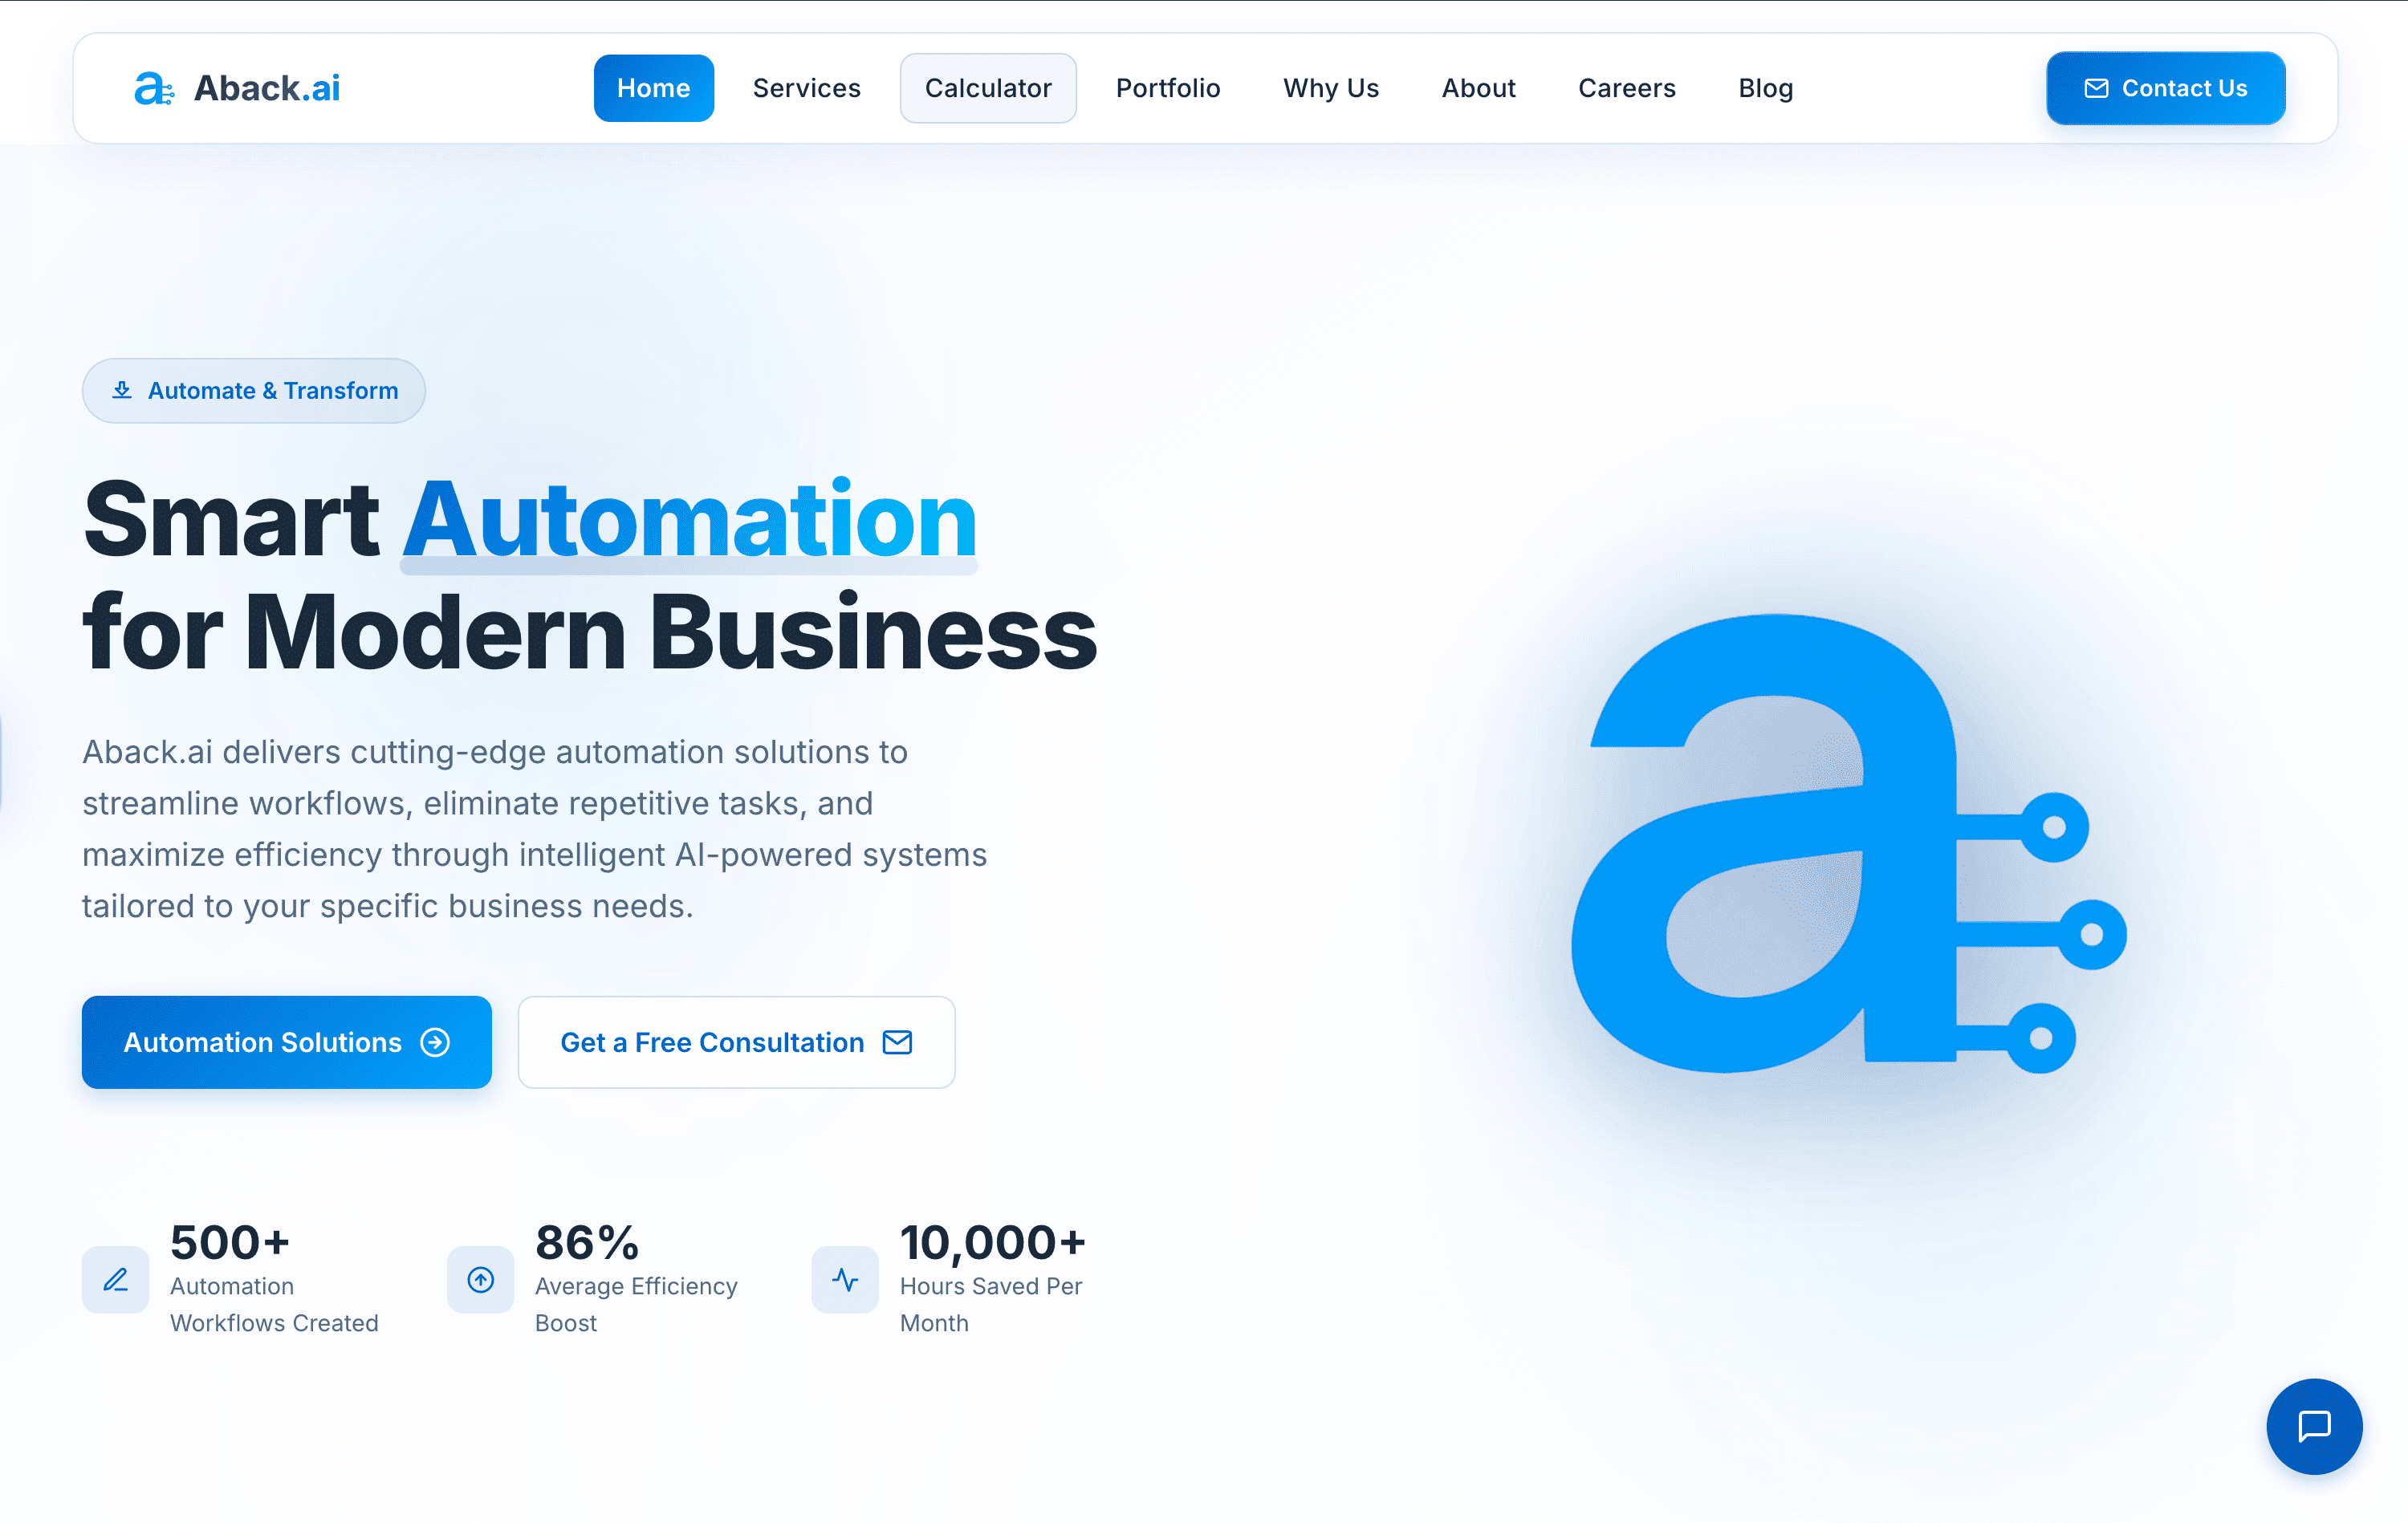 Aback.ai
Home
Services
Calculator
Portfolio
Why Us
About
Careers
Blog
Contact Us
Automate & Transform
Smart Automation
for Modern Business
Aback.ai delivers cutting-edge automation solutions to
streamline workflows, eliminate repetitive tasks, and
maximize efficiency through intelligent AI-powered systems
tailored to your specific business needs.
Automation Solutions
Get a Free Consultation
500+
Automation
Workflows Created
86%
Average Efficiency
Boost
10,000+
Hours Saved Per
Month